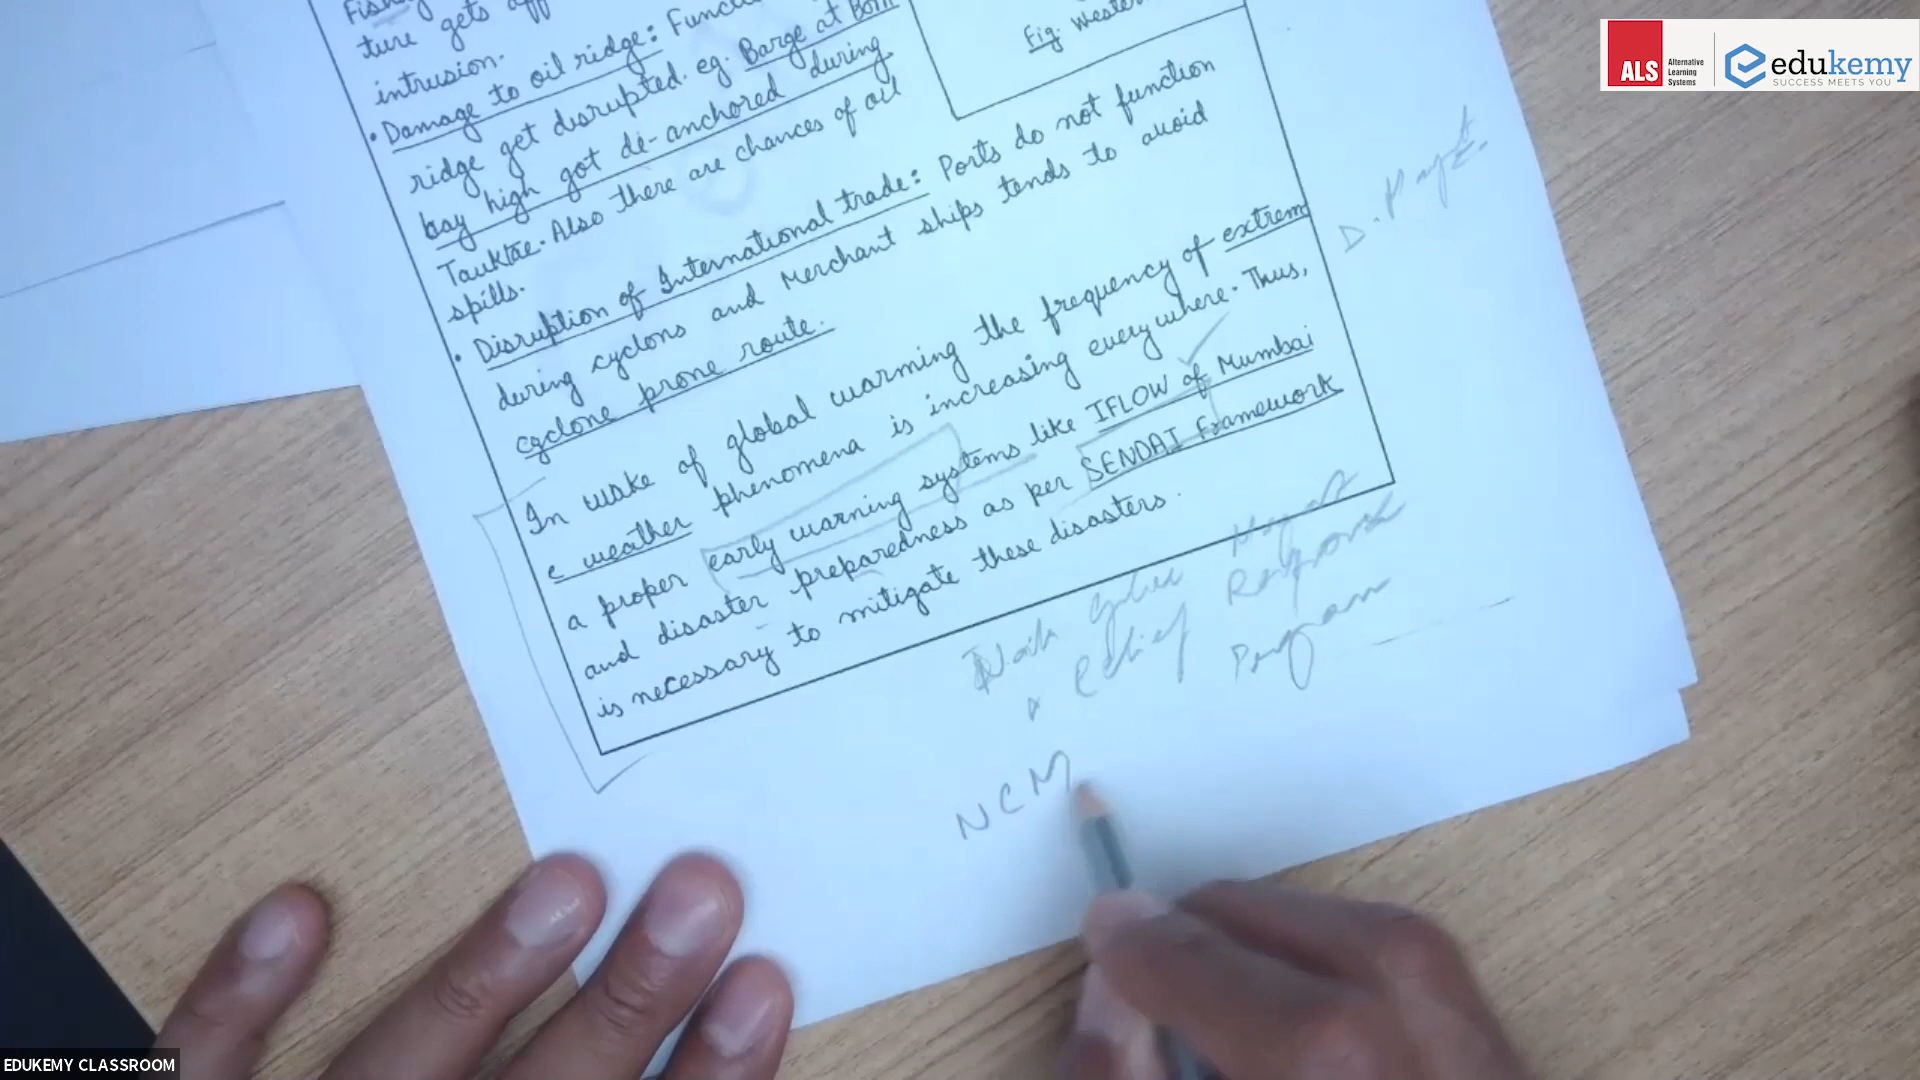 Fishing
ture gets
intrusion.
• Damage to oil ridge: Functi
ridge get disrupted. eg. Barge at Bom
bay high got de-anchored during
Tauktae. Also there are chances of oil
spills.
• Disruption of International trade: Ports do not function
during cyclons and Merchant ships tends to avoid
cyclone prone route.
In wake of global warming the frequency of extrem
e weather phenomena is increasing everywhere. Thus,
a proper early warning systems like IFLOW of Mumbai
and disaster preparedness as per SENDAI framework
is necessary to mitigate these disasters.
Fig. Western
Relief Response
Program
NCM
ALS Alternative Learning Systems
edukemy
SUCCESS MEETS YOU
EDUKEMY CLASSROOM